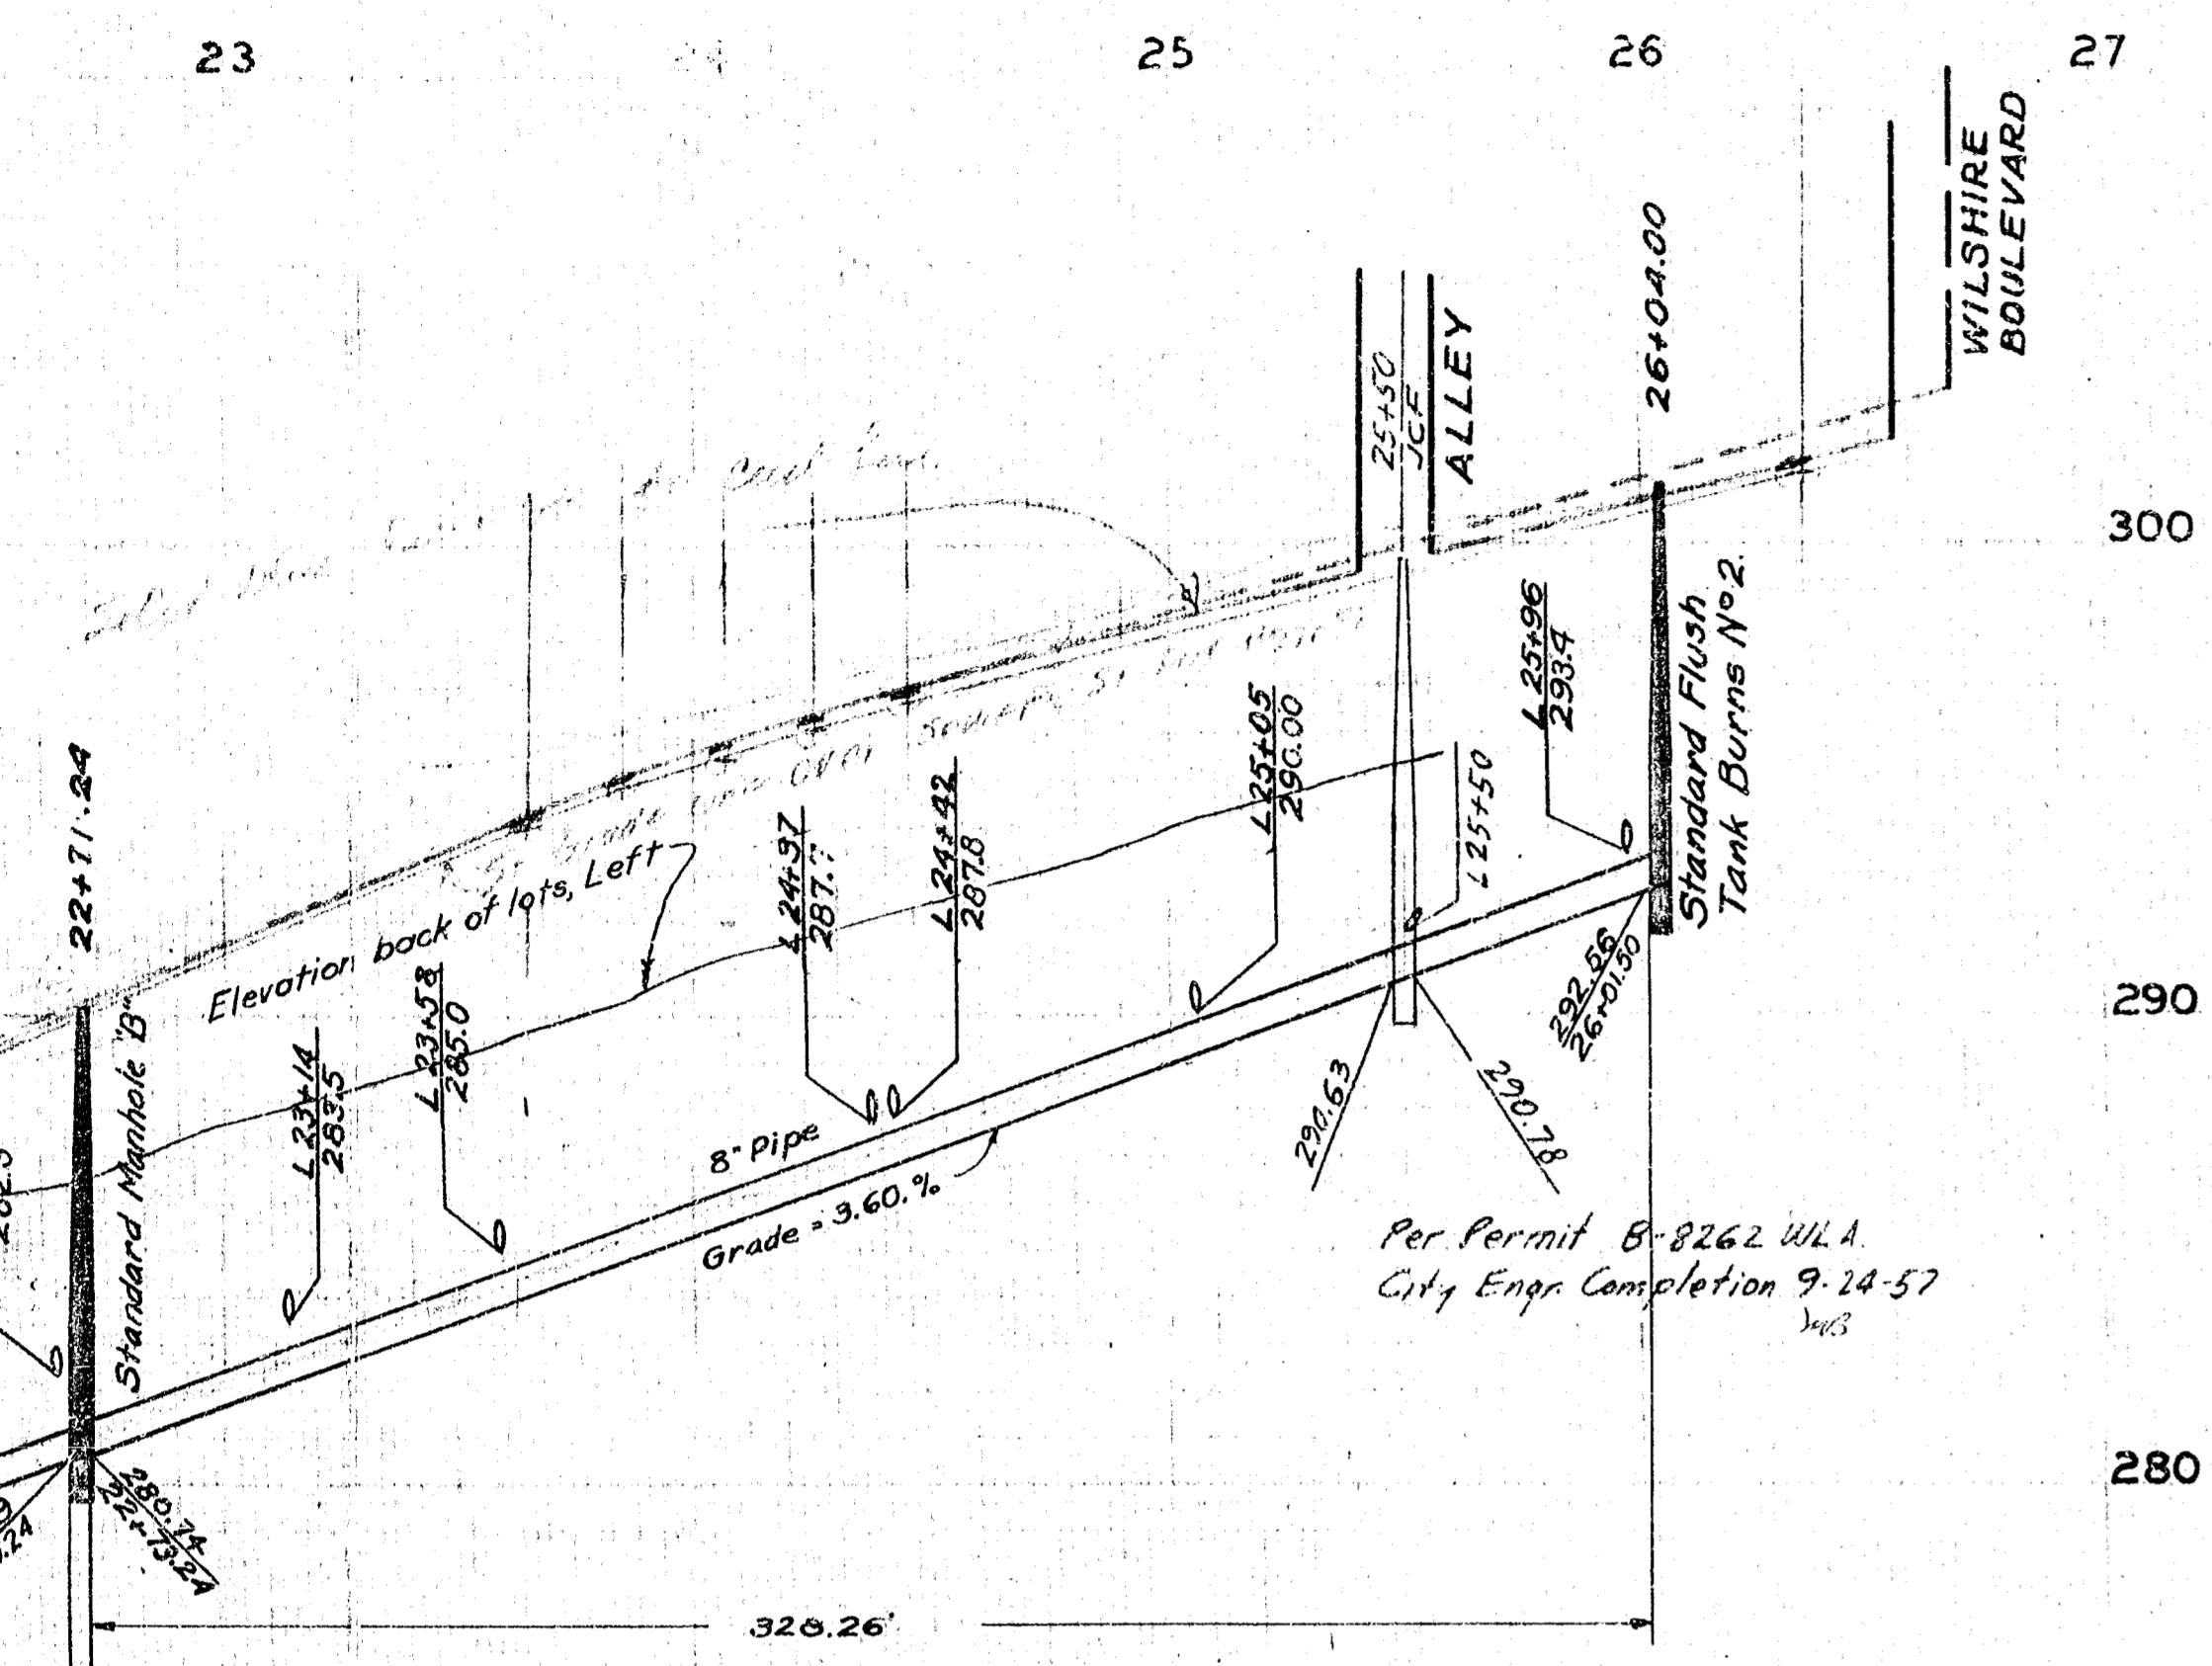 23
24
25
26
27
WILSHIRE
BOULEVARD
26+04.00
25+50
JCF
ALLEY
300
L 25+96
293.4
Standard Flush
Tank Burns Nº 2.
22+71.24
Elevation back of lots, Left
L 24+37
287.7
L 24+42
287.8
L 25+05
290.00
L 25+50
290
292.56
26+01.50
Standard Manhole "B"
L 23+14
283.5
L 23+58
285.0
8" Pipe
Grade = 3.60.%
290.63
290.78
Per Permit B-8262 WLA.
City Engr. Completion 9-24-57
280
328.26'